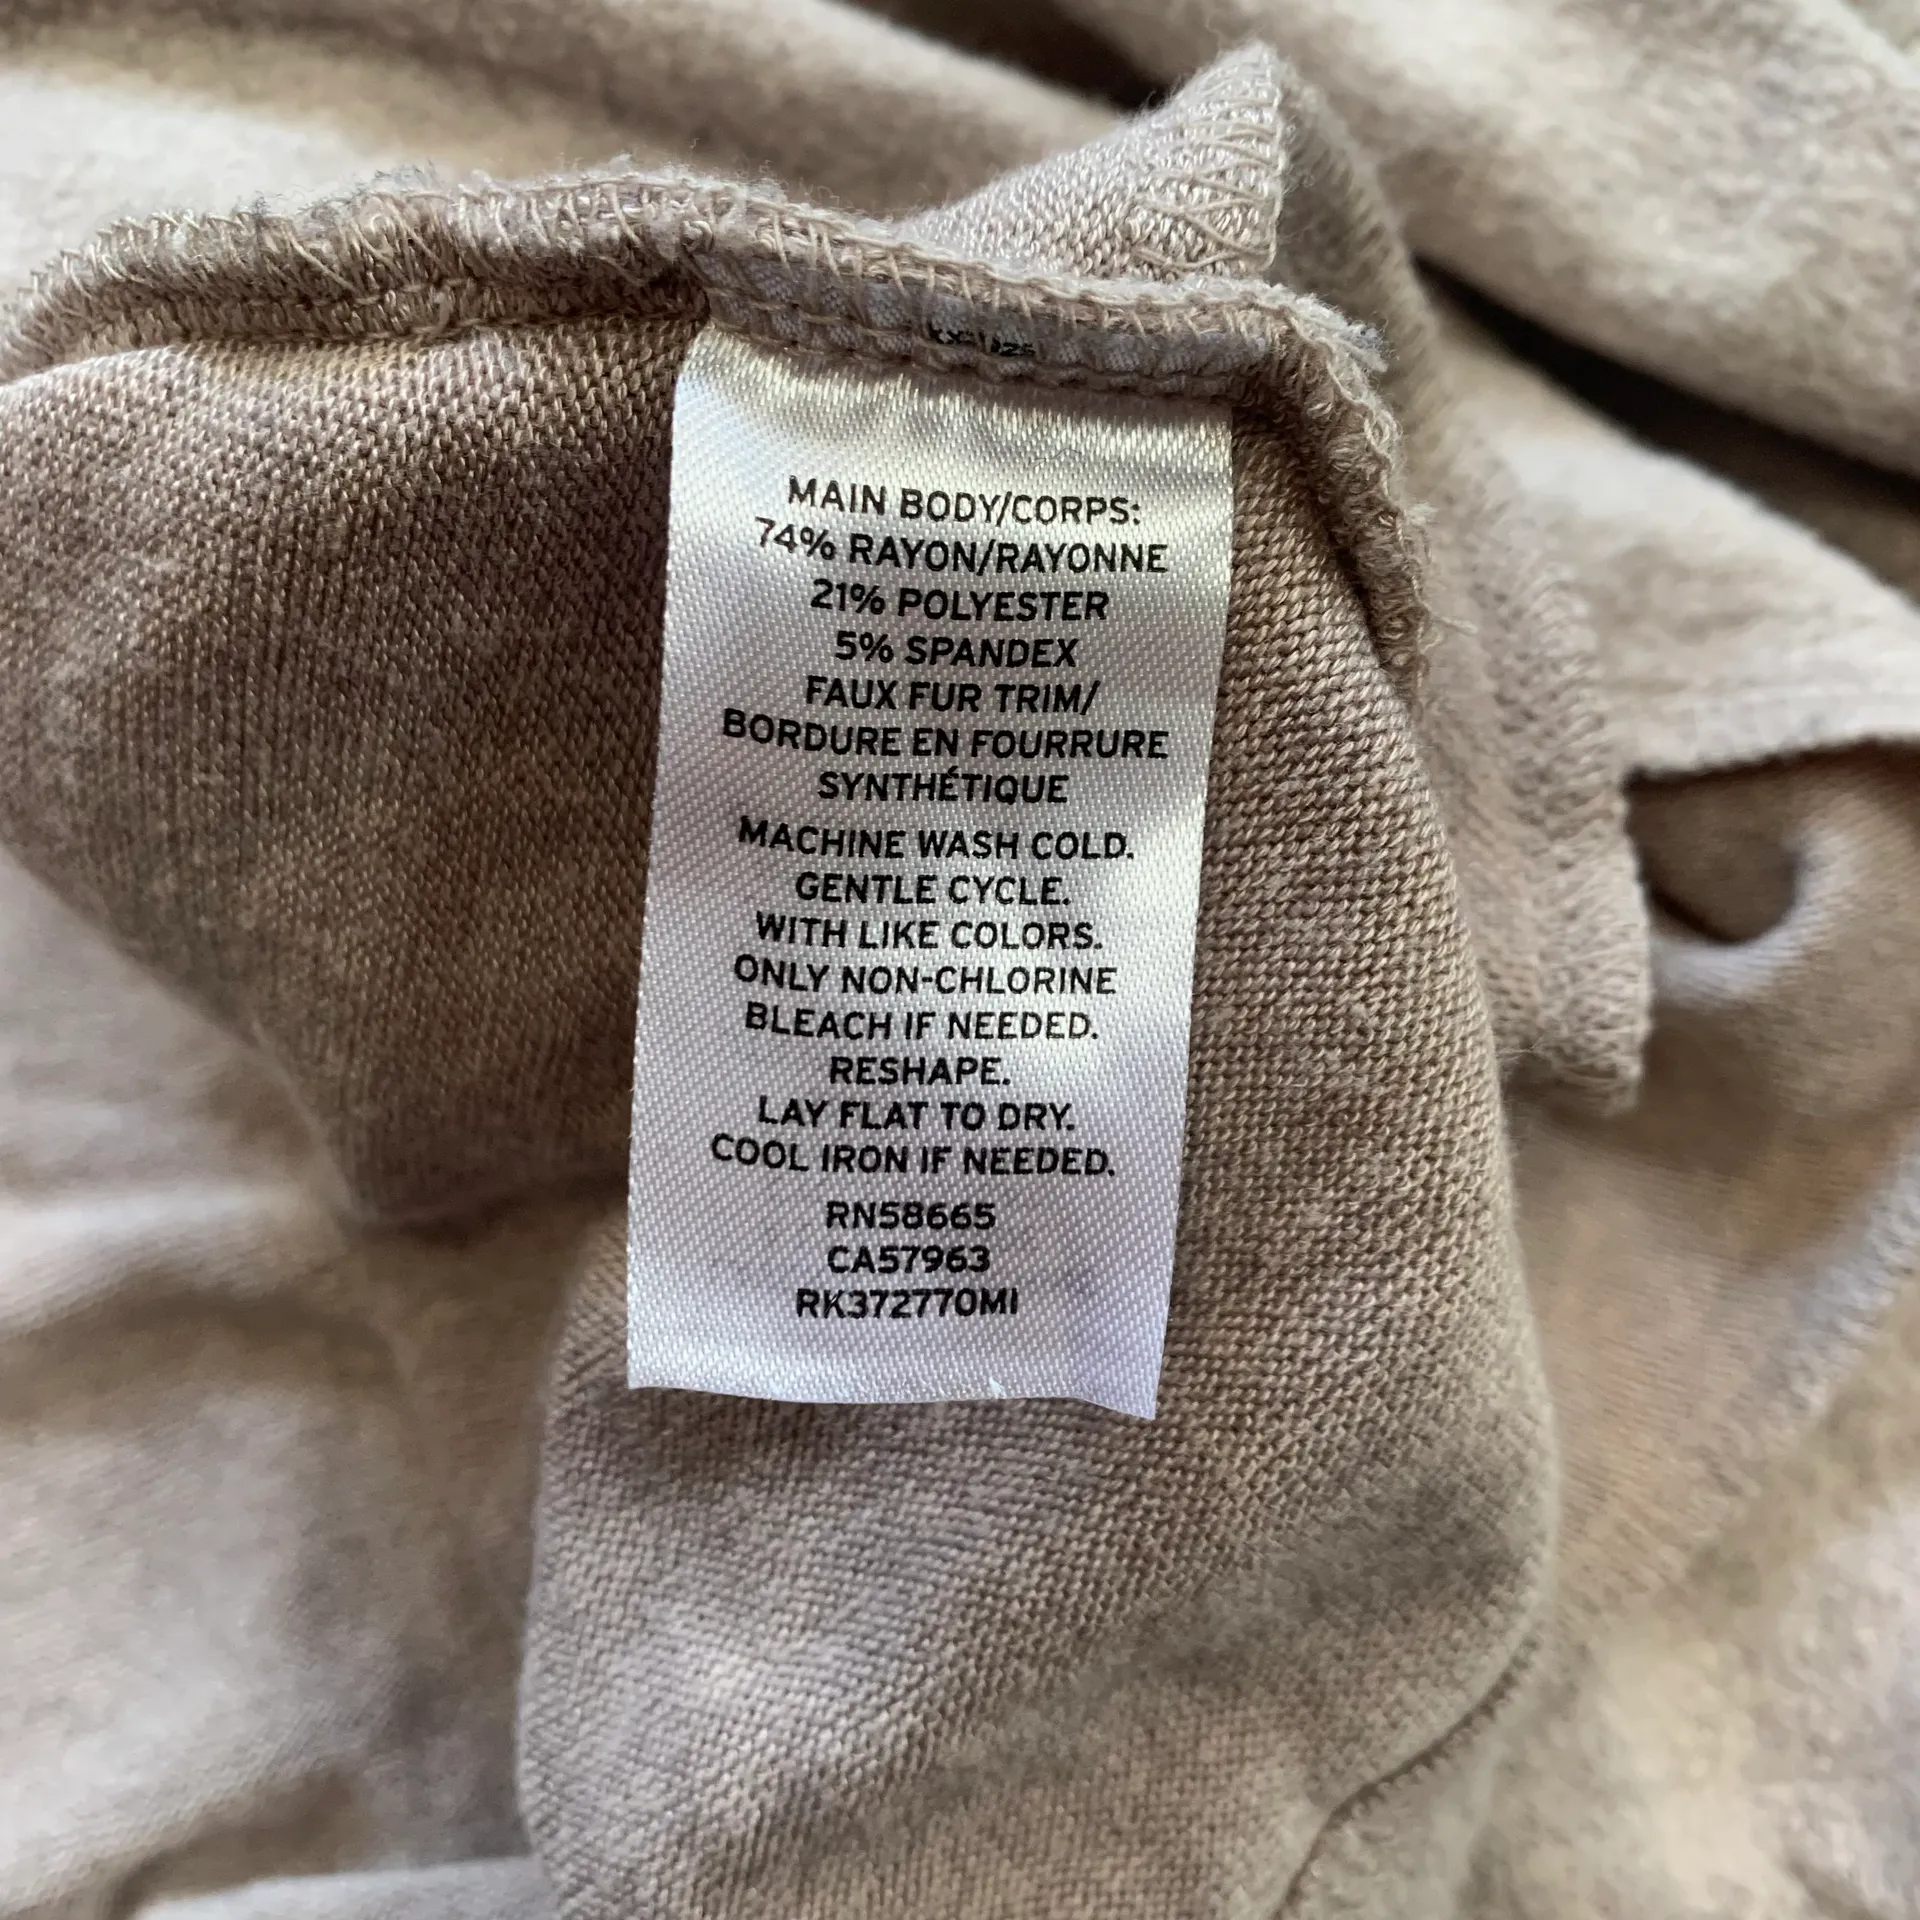 MAIN BODY/CORPS:
74% RAYON/RAYONNE
21% POLYESTER
5% SPANDEX
FAUX FUR TRIM/
BORDURE EN FOURRURE
SYNTHÉTIQUE
MACHINE WASH COLD.
GENTLE CYCLE.
WITH LIKE COLORS.
ONLY NON-CHLORINE
BLEACH IF NEEDED.
RESHAPE.
LAY FLAT TO DRY.
COOL IRON IF NEEDED.
RN58665
CA57963
RK372770MI